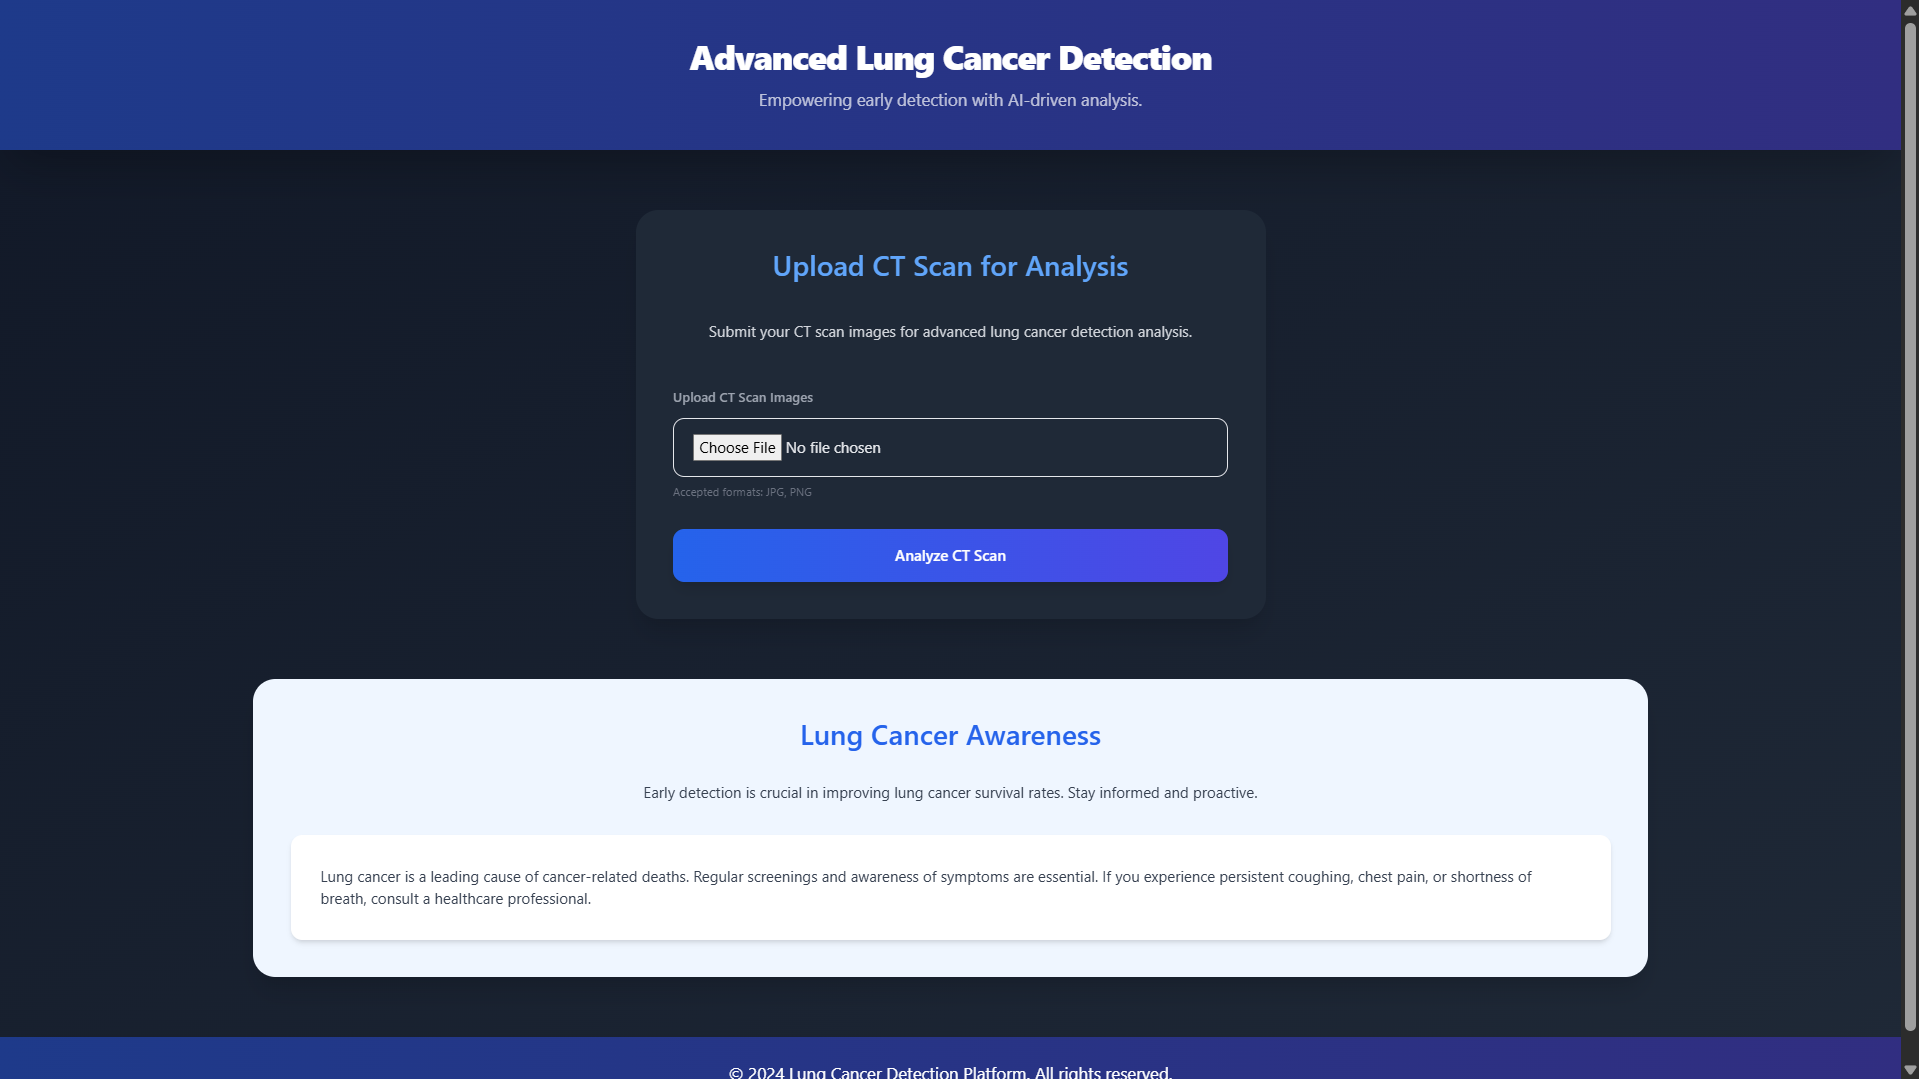 Advanced Lung Cancer Detection
Empowering early detection with AI-driven analysis.
Upload CT Scan for Analysis
Submit your CT scan images for advanced lung cancer detection analysis.
Upload CT Scan Images
Choose File No file chosen
Accepted formats: JPG, PNG
Analyze CT Scan
Lung Cancer Awareness
Early detection is crucial in improving lung cancer survival rates. Stay informed and proactive.
Lung cancer is a leading cause of cancer-related deaths. Regular screenings and awareness of symptoms are essential. If you experience persistent coughing, chest pain, or shortness of
breath, consult a healthcare professional.
© 2024 Lung Cancer Detection Platform. All rights reserved.